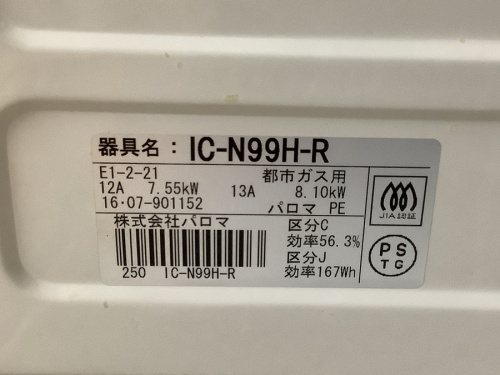 器具名： IC-N99H-R
E1-2-21 都市ガス用
12A 7.55kW 13A 8.10kW
16・07-901152 パロマ PE
株式会社パロマ 区分C
効率56.3%
区分J
250 IC-N99H-R 効率167Wh
JIA認証
PS
TG